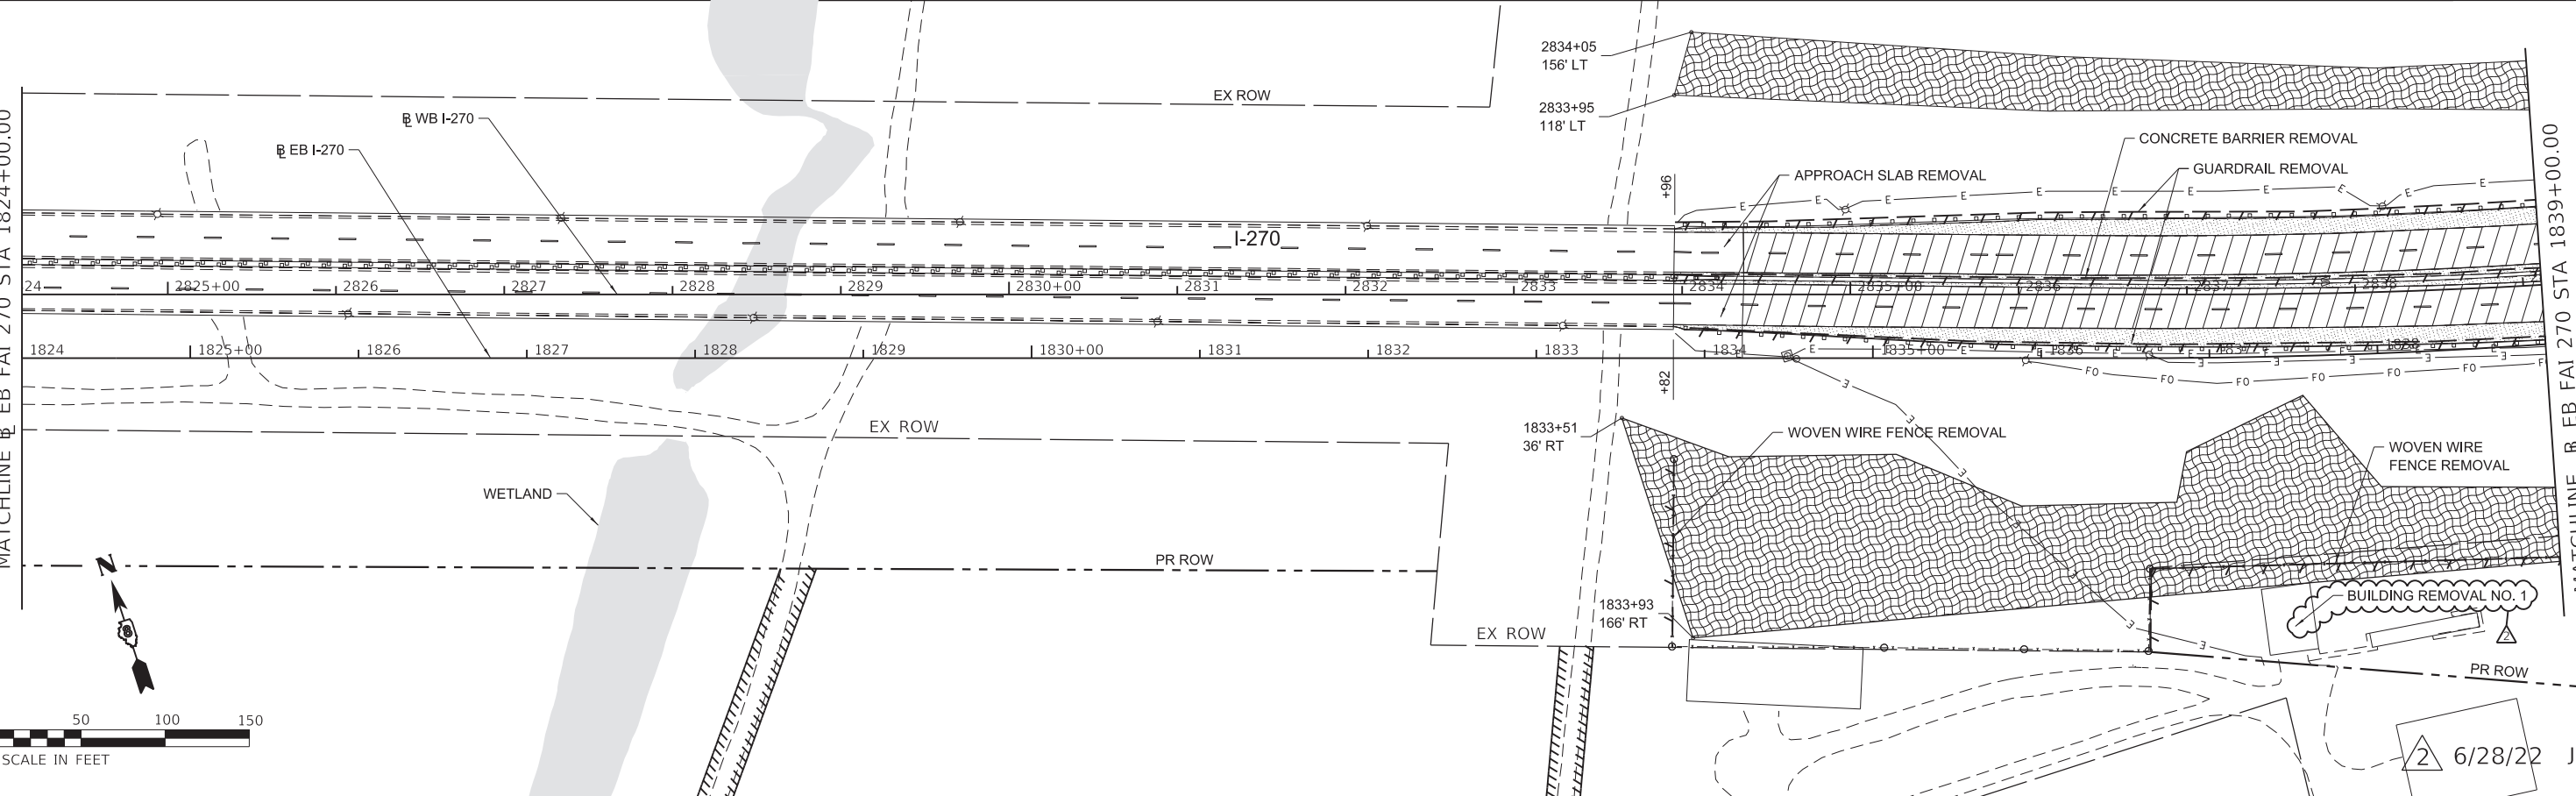 2834+05
156' LT
EX ROW
2833+95
118' LT
B WB I-270
B EB I-270
CONCRETE BARRIER REMOVAL
GUARDRAIL REMOVAL
APPROACH SLAB REMOVAL
+96
E E E E E E E E E E
I-270
MATCHLINE B EB FAI 270 STA 1824+00.00
MATCHLINE B EB FAI 270 STA 1839+00.00
24 2825+00 2826 2827 2828 2829 2830+00 2831 2832 2833 2834 2835+00 2836 2837 2838
1824 1825+00 1826 1827 1828 1829 1830+00 1831 1832 1833 1834 1835+00 1836 1837 1838
E E E E E E E E
FO FO FO FO FO FO F
+82
EX ROW
1833+51
36' RT
WOVEN WIRE FENCE REMOVAL
WOVEN WIRE
FENCE REMOVAL
WETLAND
N
PR ROW
1833+93
166' RT
BUILDING REMOVAL NO. 1
2
EX ROW
PR ROW
50 100 150
SCALE IN FEET
2 6/28/22 J